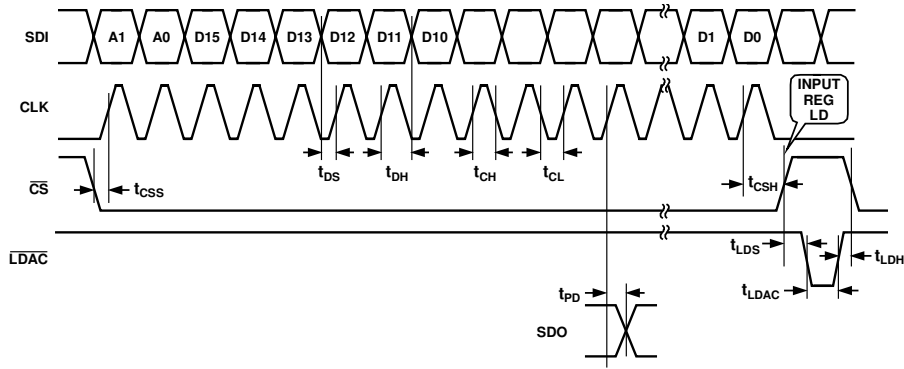 SDI A1 A0 D15 D14 D13 D12 D11 D10 D1 D0
CLK
INPUT
REG
LD
tDS tDH tCH tCL
CS tCSS tCSH
LDAC
tLDS tLDH
tLDAC
tPD
SDO